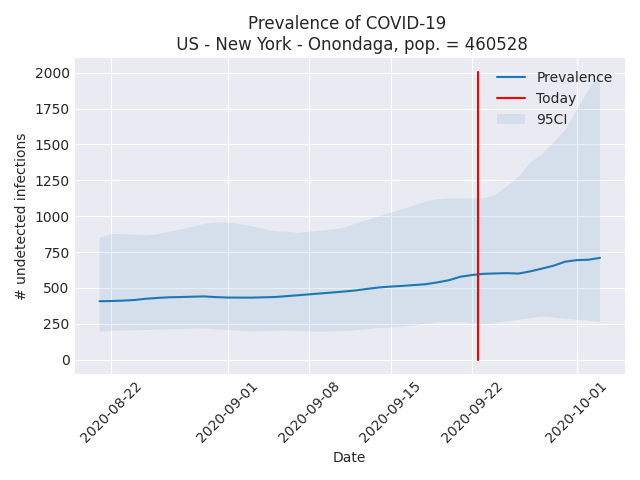 Prevalence of COVID-19
US - New York - Onondaga, pop. = 460528
2000
1750
1500
1250
1000
750
500
250
0
# undetected infections
Prevalence
Today
95CI
2020-08-22
2020-09-01
2020-09-08
2020-09-15
2020-09-22
2020-10-01
Date